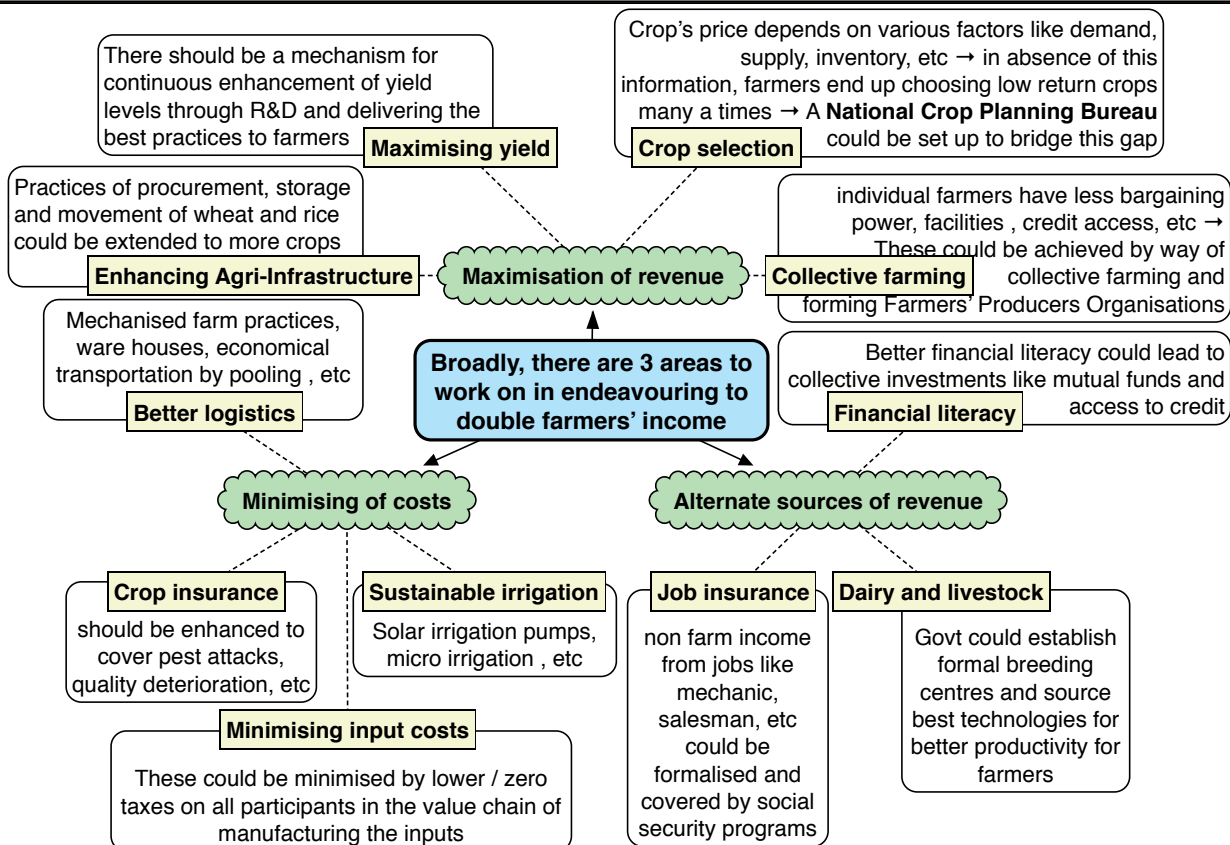 There should be a mechanism for
continuous enhancement of yield
levels through R&D and delivering the
best practices to farmers
Maximising yield
Crop's price depends on various factors like demand,
supply, inventory, etc → in absence of this
information, farmers end up choosing low return crops
many a times → A National Crop Planning Bureau
could be set up to bridge this gap
Crop selection
Practices of procurement, storage
and movement of wheat and rice
could be extended to more crops
Enhancing Agri-Infrastructure
Maximisation of revenue
individual farmers have less bargaining
power, facilities , credit access, etc →
These could be achieved by way of
collective farming and
forming Farmers' Producers Organisations
Collective farming
Mechanised farm practices,
ware houses, economical
transportation by pooling , etc
Better logistics
Broadly, there are 3 areas to
work on in endeavouring to
double farmers' income
Better financial literacy could lead to
collective investments like mutual funds and
access to credit
Financial literacy
Minimising of costs
Alternate sources of revenue
Crop insurance
should be enhanced to
cover pest attacks,
quality deterioration, etc
Sustainable irrigation
Solar irrigation pumps,
micro irrigation , etc
Minimising input costs
These could be minimised by lower / zero
taxes on all participants in the value chain of
manufacturing the inputs
Job insurance
non farm income
from jobs like
mechanic,
salesman, etc
could be
formalised and
covered by social
security programs
Dairy and livestock
Govt could establish
formal breeding
centres and source
best technologies for
better productivity for
farmers